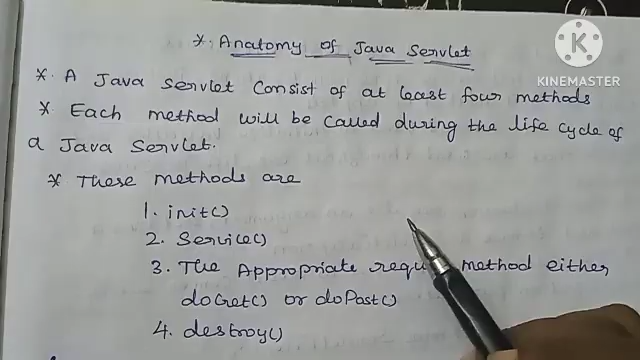 * Anatomy of Java Servlet
KINEMASTER
* A Java Servlet Consist of at least four methods
* Each method will be called during the life cycle of
a Java Servlet.
* These methods are
1. init()
2. Service()
3. The Appropriate method either
doGet() or doPost()
4. destroy()